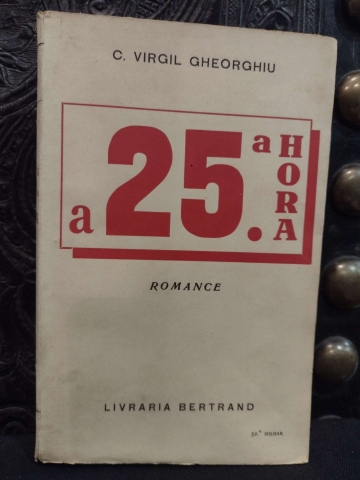 C. VIRGIL GHEORGHIU
a 25.ª HORA
ROMANCE
LIVRARIA BERTRAND